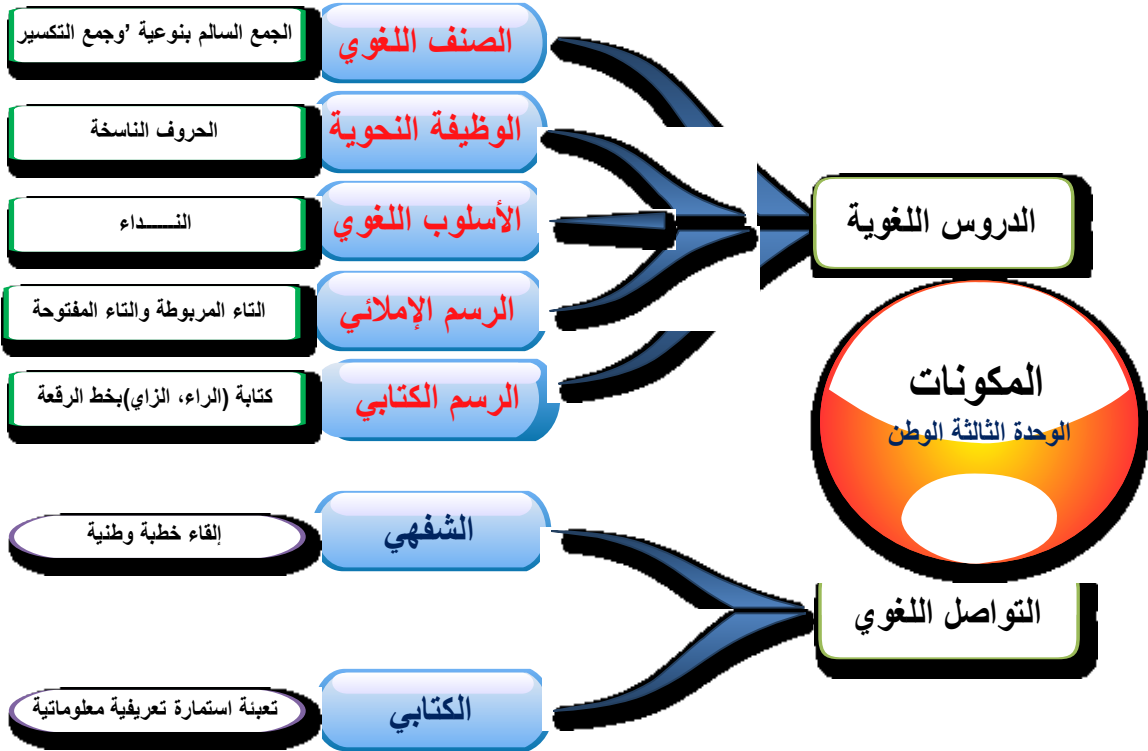 المكونات
الوحدة الثالثة الوطن
الدروس اللغوية
الصنف اللغوي
الجمع السالم بنوعية ’وجمع التكسير
الوظيفة النحوية
الحروف الناسخة
الأسلوب اللغوي
النــــــداء
الرسم الإملائي
التاء المربوطة والتاء المفتوحة
الرسم الكتابي
كتابة (الراء، الزاي)بخط الرقعة
التواصل اللغوي
الشفهي
إلقاء خطبة وطنية
الكتابي
تعبئة استمارة تعريفية معلوماتية